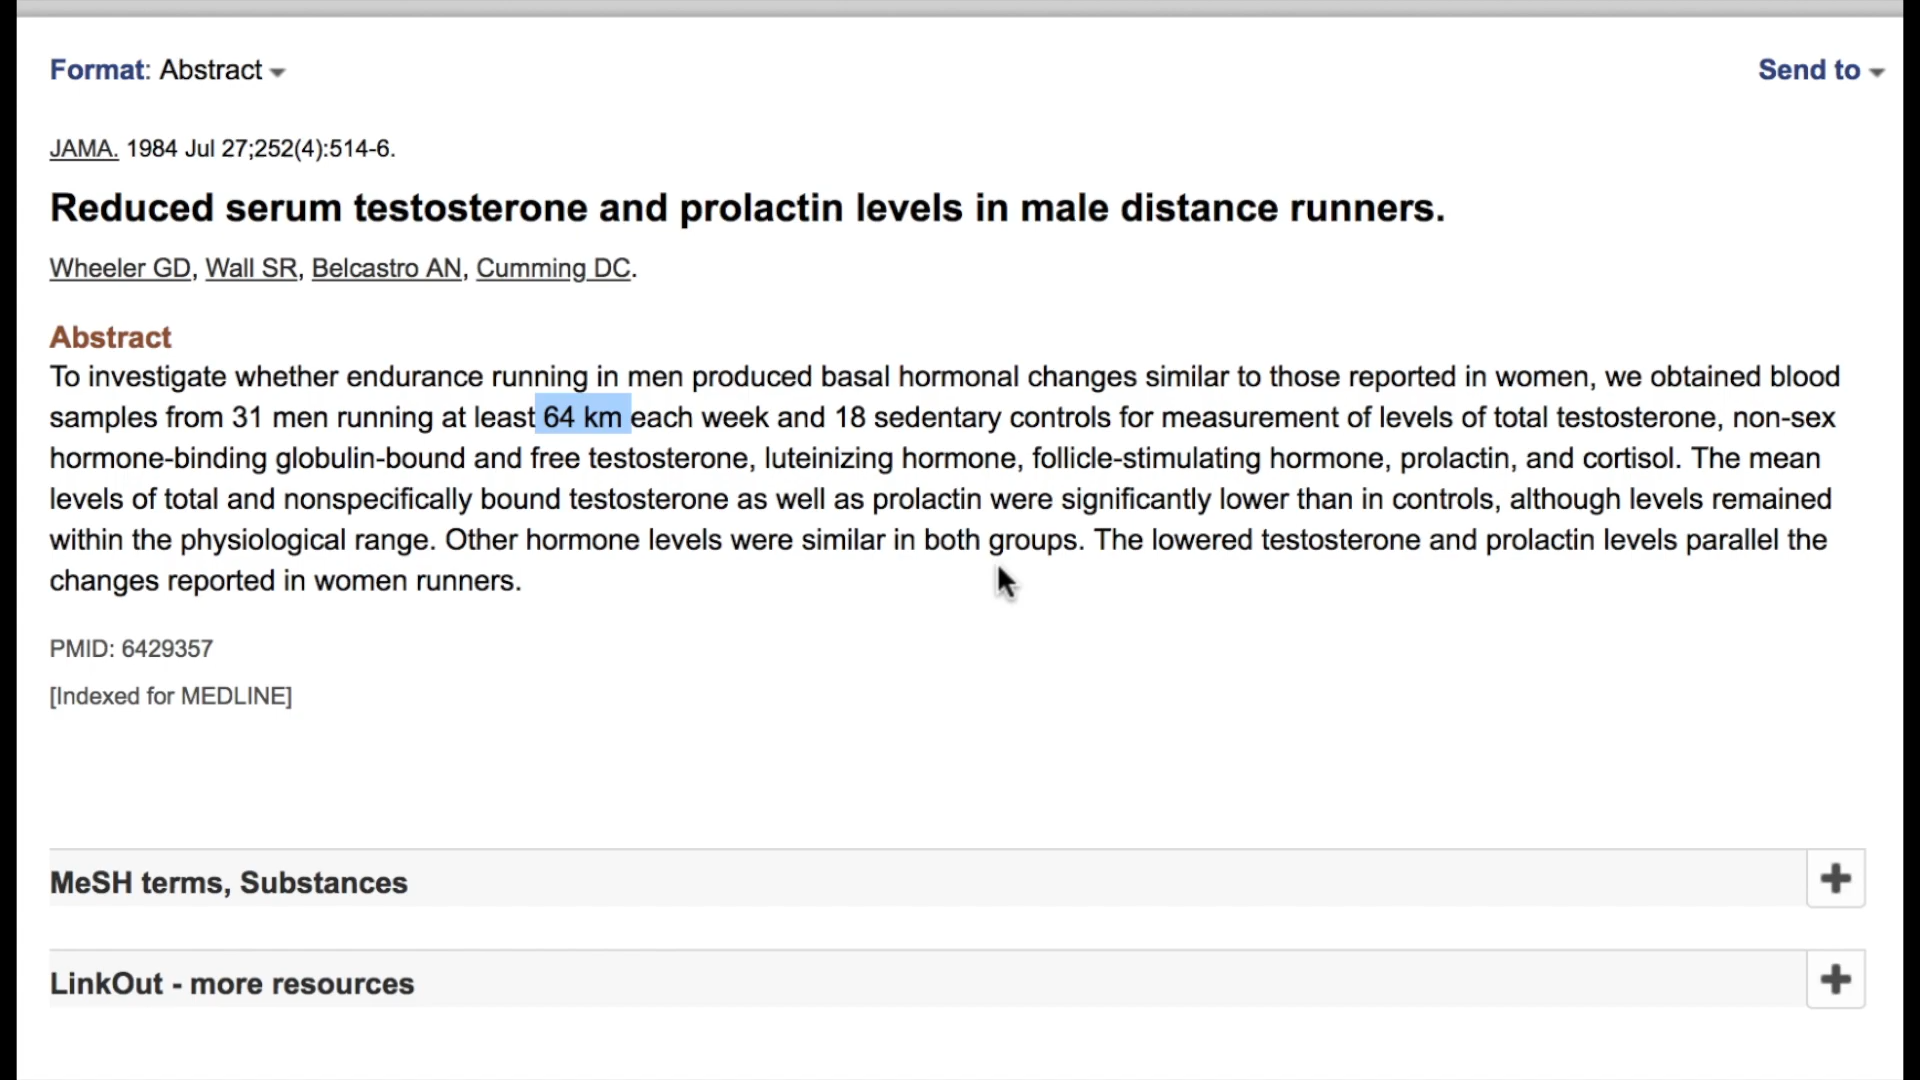 Format: Abstract
Send to
JAMA. 1984 Jul 27;252(4):514-6.
Reduced serum testosterone and prolactin levels in male distance runners.
Wheeler GD, Wall SR, Belcastro AN, Cumming DC.
Abstract
To investigate whether endurance running in men produced basal hormonal changes similar to those reported in women, we obtained blood
samples from 31 men running at least 64 km each week and 18 sedentary controls for measurement of levels of total testosterone, non-sex
hormone-binding globulin-bound and free testosterone, luteinizing hormone, follicle-stimulating hormone, prolactin, and cortisol. The mean
levels of total and nonspecifically bound testosterone as well as prolactin were significantly lower than in controls, although levels remained
within the physiological range. Other hormone levels were similar in both groups. The lowered testosterone and prolactin levels parallel the
changes reported in women runners.
PMID: 6429357
[Indexed for MEDLINE]
MeSH terms, Substances
LinkOut - more resources